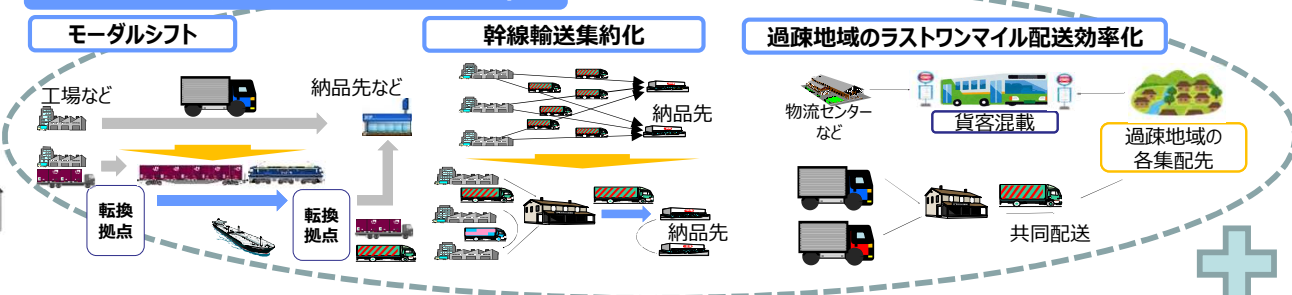 モーダルシフト
幹線輸送集約化
過疎地域のラストワンマイル配送効率化
工場など
納品先など
転換
拠点
転換
拠点
納品先
納品先
物流センター
など
貨客混載
過疎地域の
各集配先
共同配送